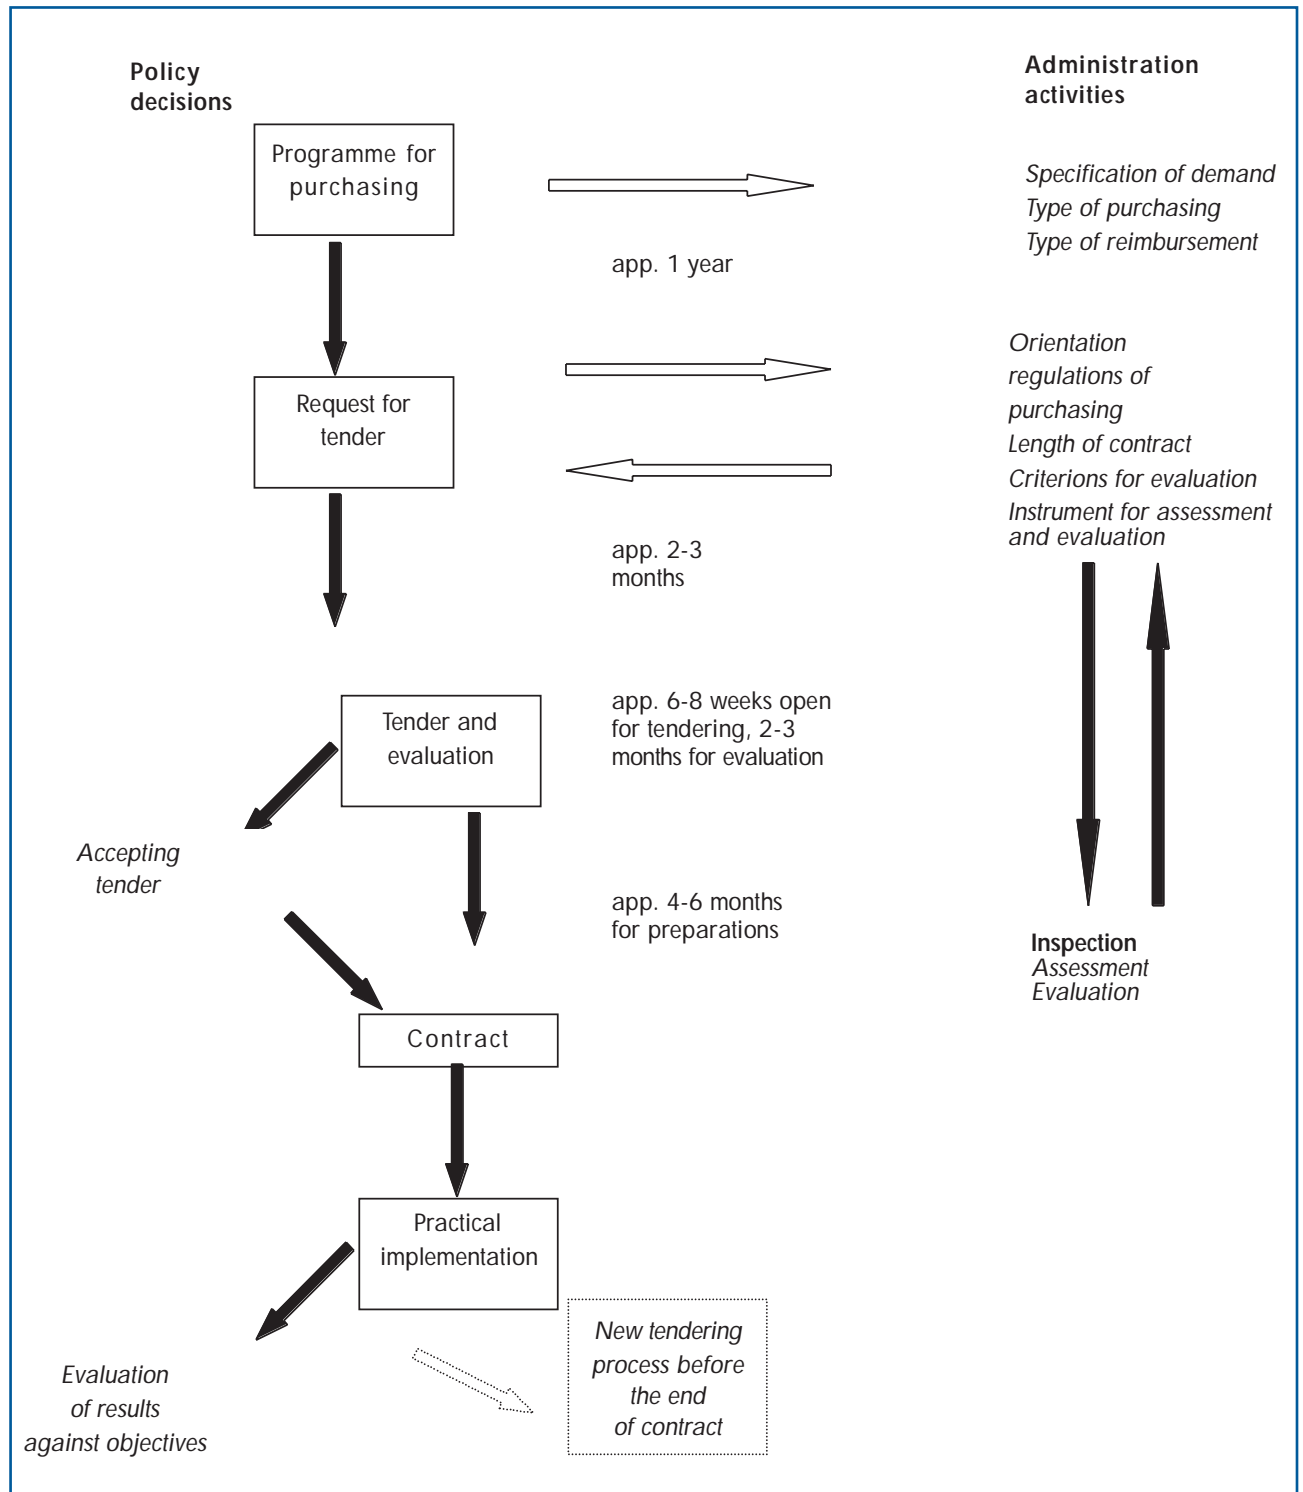 Policy
decisions
Administration
activities
Programme for
purchasing
Specification of demand
Type of purchasing
Type of reimbursement
app. 1 year
Orientation
regulations of
purchasing
Length of contract
Criterions for evaluation
Instrument for assessment
and evaluation
Request for
tender
app. 2-3
months
Tender and
evaluation
app. 6-8 weeks open
for tendering, 2-3
months for evaluation
Accepting
tender
app. 4-6 months
for preparations
Inspection
Assessment
Evaluation
Contract
Practical
implementation
New tendering
process before
the end
of contract
Evaluation
of results
against objectives